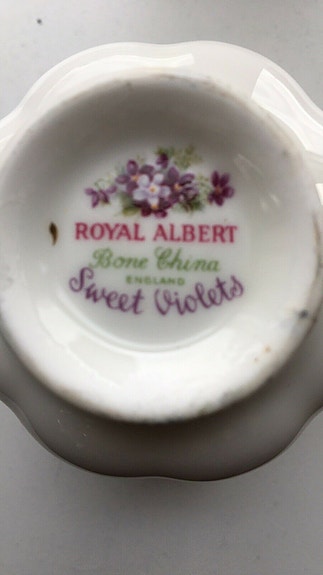 ROYAL ALBERT
Bone China
ENGLAND
Sweet Violets